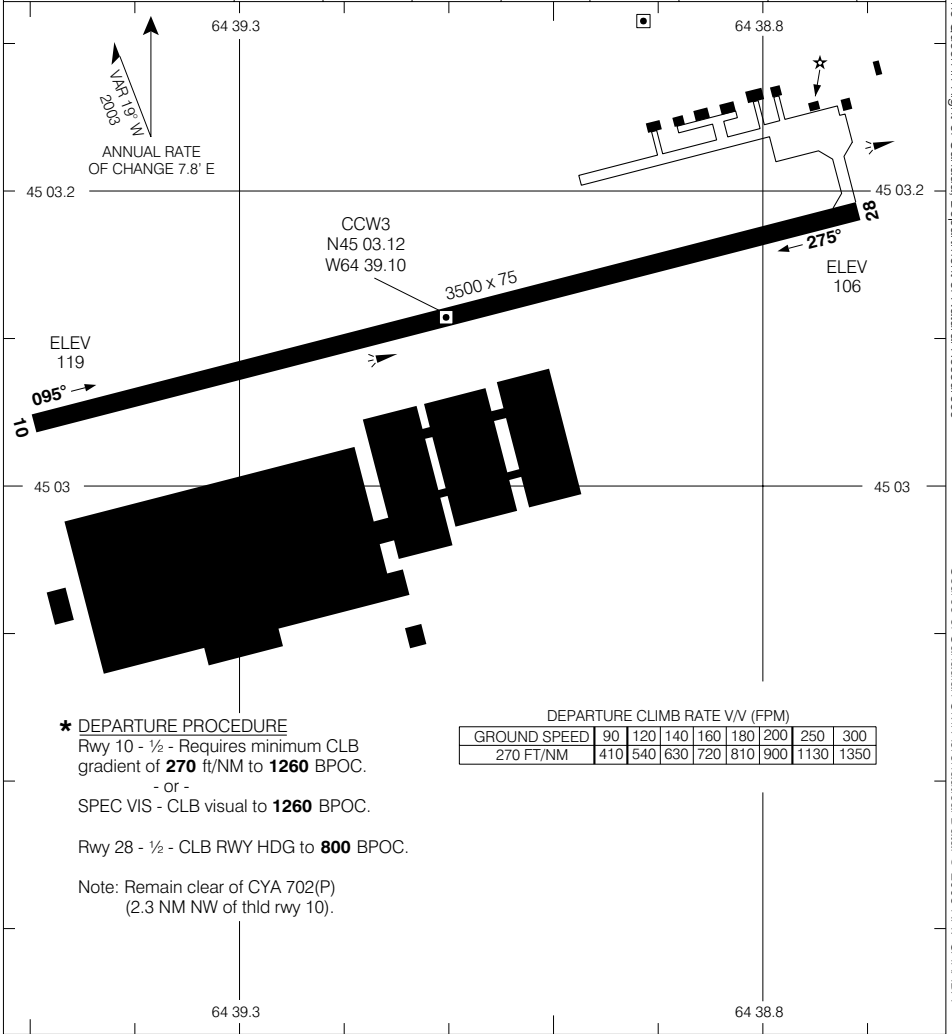 64 39.3
64 38.8
VAR 19° W
2003
ANNUAL RATE
OF CHANGE 7.8' E
45 03.2
45 03.2
CCW3
N45 03.12
W64 39.10
3500 x 75
28
275°
ELEV
106
ELEV
119
095°
10
45 03
45 03
* DEPARTURE PROCEDURE
Rwy 10 - ½ - Requires minimum CLB
gradient of 270 ft/NM to 1260 BPOC.
- or -
SPEC VIS - CLB visual to 1260 BPOC.
Rwy 28 - ½ - CLB RWY HDG to 800 BPOC.
Note: Remain clear of CYA 702(P)
(2.3 NM NW of thld rwy 10).
DEPARTURE CLIMB RATE V/V (FPM)
GROUND SPEED 90 120 140 160 180 200 250 300
270 FT/NM 410 540 630 720 810 900 1130 1350
64 39.3
64 38.8